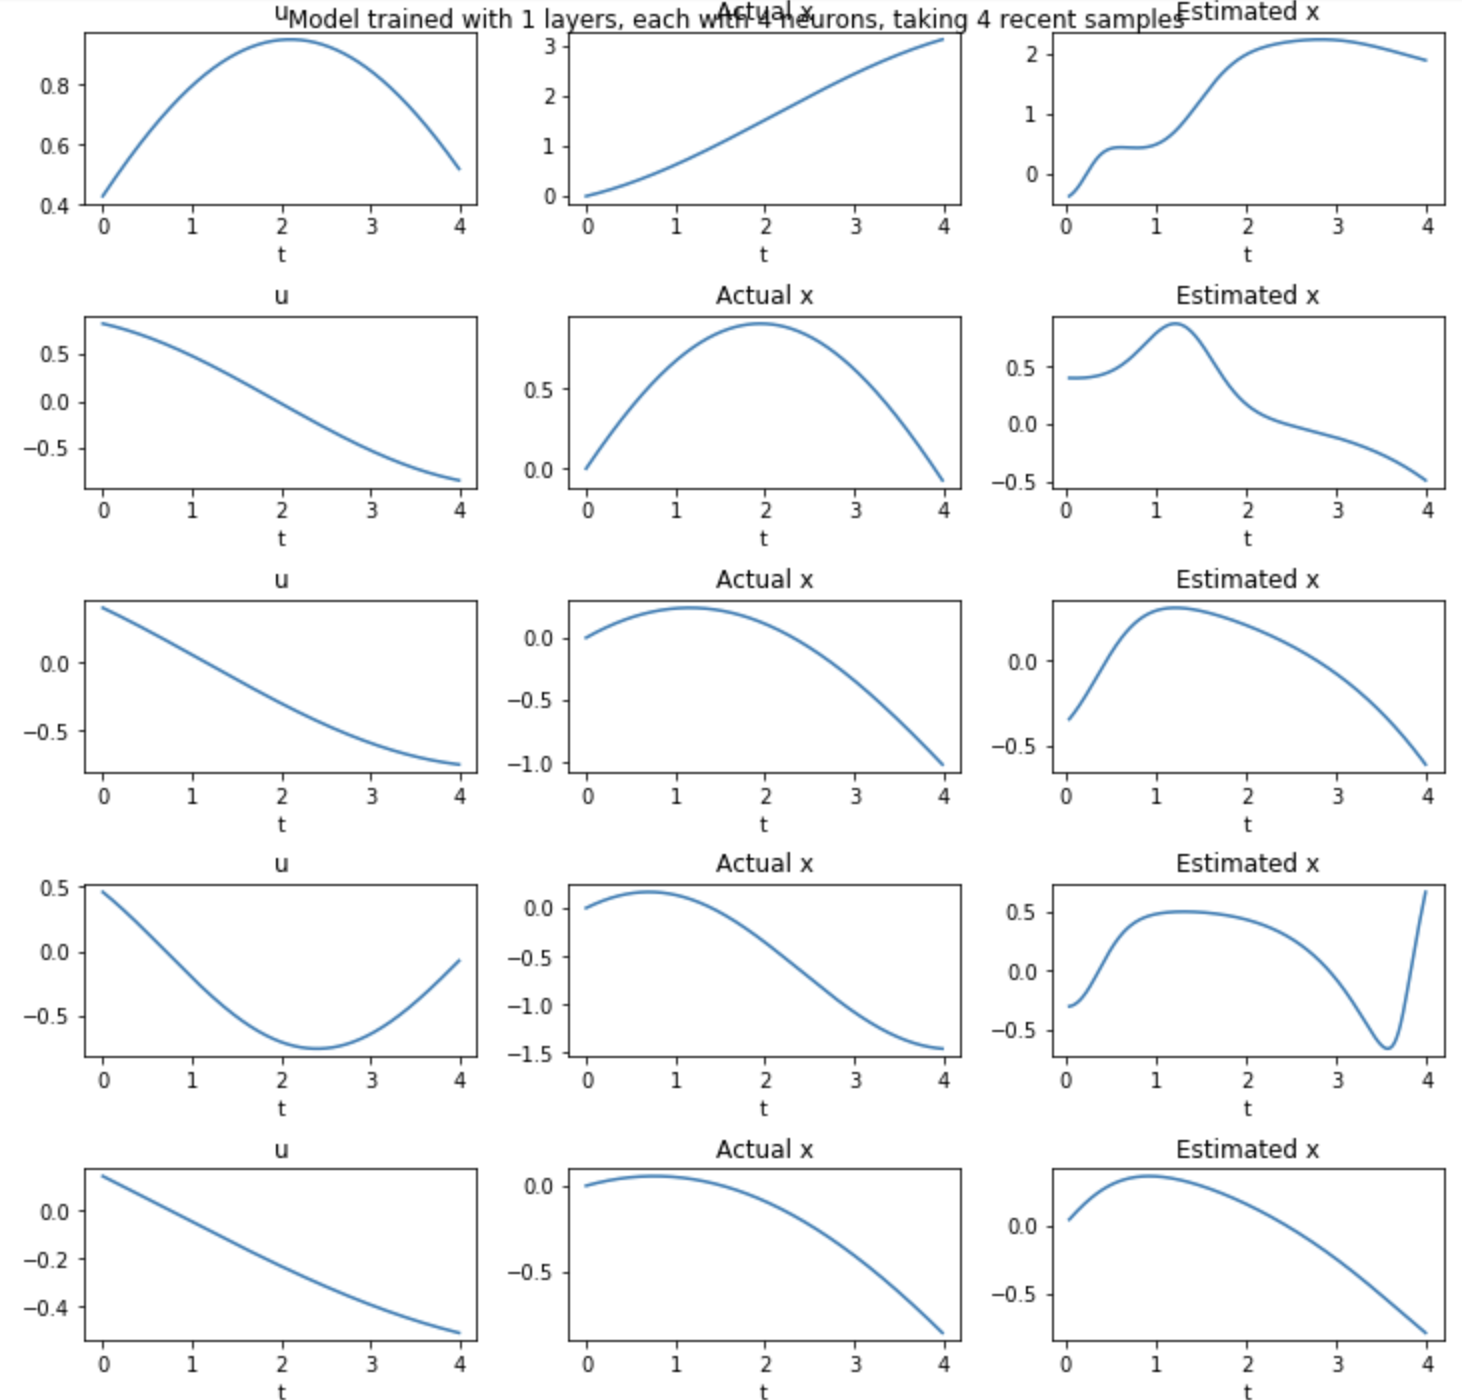 Model trained with 1 layers, each with 4 neurons, taking 4 recent samples
u Actual x Estimated x
0.8 3 2
0.6 2 1
0.4 1 0
0
0 1 2 3 4 0 1 2 3 4 0 1 2 3 4
t t t
u Actual x Estimated x
0.5 0.5 0.5
0.0 0.0 0.0
−0.5 −0.5
0 1 2 3 4 0 1 2 3 4 0 1 2 3 4
t t t
u Actual x Estimated x
0.0 0.0 0.0
−0.5 −0.5 −0.5
−1.0
0 1 2 3 4 0 1 2 3 4 0 1 2 3 4
t t t
u Actual x Estimated x
0.5 0.0 0.5
0.0 −0.5 0.0
−0.5 −1.0 −0.5
−1.5
0 1 2 3 4 0 1 2 3 4 0 1 2 3 4
t t t
u Actual x Estimated x
0.0 0.0 0.0
−0.2 −0.5 −0.5
−0.4
0 1 2 3 4 0 1 2 3 4 0 1 2 3 4
t t t